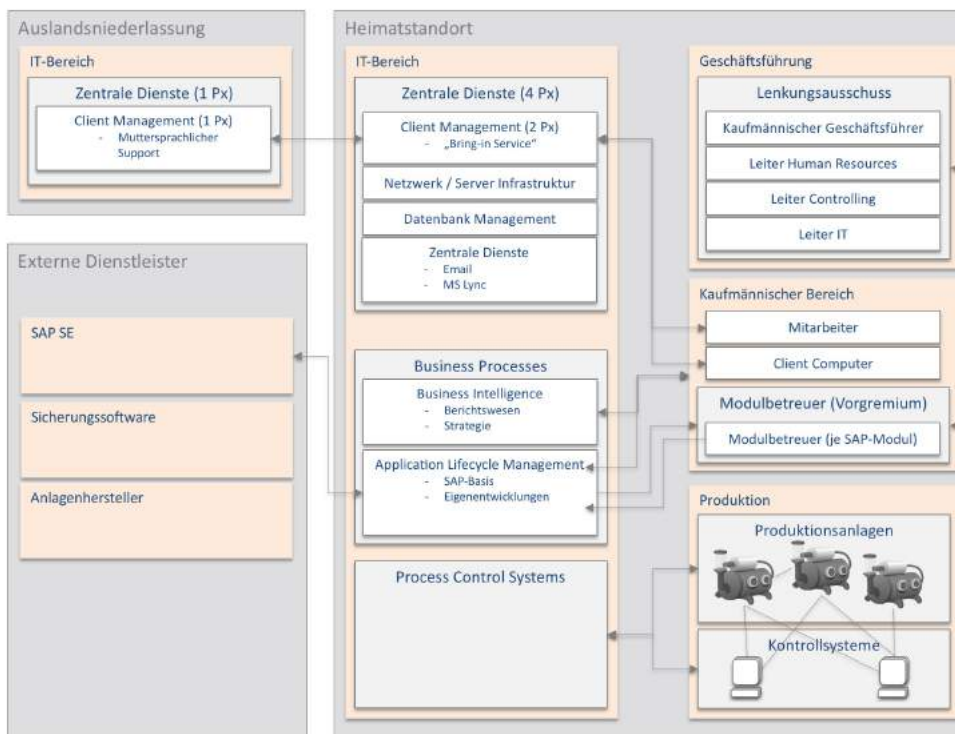 Auslandsniederlassung
IT-Bereich
Zentrale Dienste (1 Px)
Client Management (1 Px)
- Muttersprachlicher
Support
Externe Dienstleister
SAP SE
Sicherungssoftware
Anlagenhersteller
Heimatstandort
IT-Bereich
Zentrale Dienste (4 Px)
Client Management (2 Px)
- „Bring-in Service“
Netzwerk / Server Infrastruktur
Datenbank Management
Zentrale Dienste
- Email
- MS Lync
Business Processes
Business Intelligence
- Berichtswesen
- Strategie
Application Lifecycle Management
- SAP-Basis
- Eigenentwicklungen
Process Control Systems
Geschäftsführung
Lenkungsausschuss
Kaufmännischer Geschäftsführer
Leiter Human Resources
Leiter Controlling
Leiter IT
Kaufmännischer Bereich
Mitarbeiter
Client Computer
Modulbetreuer (Vorgremium)
Modulbetreuer (je SAP-Modul)
Produktion
Produktionsanlagen
Kontrollsysteme